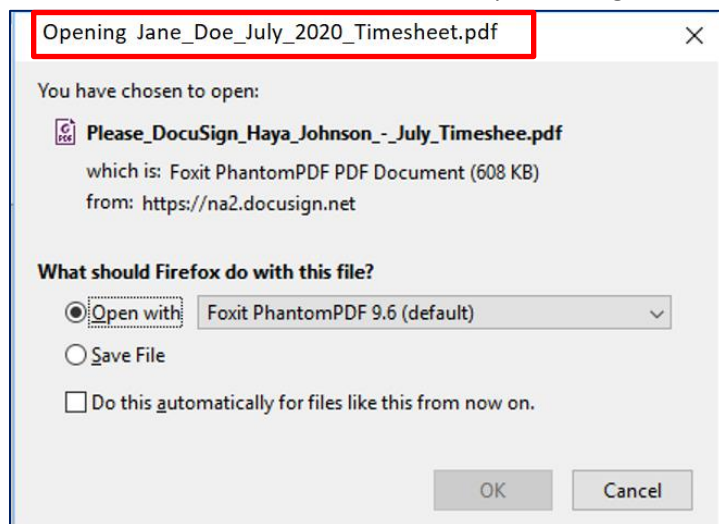 Opening Jane_Doe_July_2020_Timesheet.pdf
You have chosen to open:
Please_DocuSign_Haya_Johnson_-_July_Timeshee.pdf
which is: Foxit PhantomPDF PDF Document (608 KB)
from: https://na2.docusign.net
What should Firefox do with this file?
Open with Foxit PhantomPDF 9.6 (default)
Save File
Do this automatically for files like this from now on.
OK Cancel